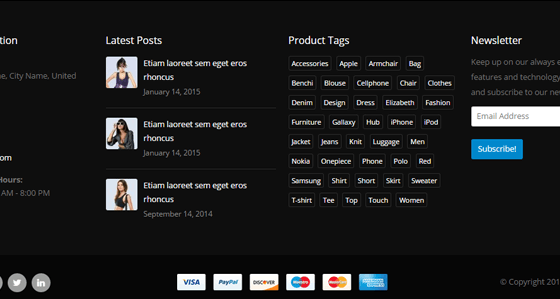 tion
e, City Name, United
om
Hours:
AM - 8:00 PM
Latest Posts
Etiam laoreet sem eget eros
rhoncus
January 14, 2015
Etiam laoreet sem eget eros
rhoncus
January 14, 2015
Etiam laoreet sem eget eros
rhoncus
September 14, 2014
Product Tags
Accessories Apple Armchair Bag
Benchi Blouse Cellphone Chair Clothes
Denim Design Dress Elizabeth Fashion
Furniture Gallaxy Hub iPhone iPod
Jacket Jeans Knit Luggage Men
Nokia Onepiece Phone Polo Red
Samsung Shirt Short Skirt Sweater
T-shirt Tee Top Touch Women
Newsletter
Keep up on our always e
features and technology
and subscribe to our ne
Email Address
Subscribe!
in
VISA PayPal DISCOVER Maestro MasterCard
© Copyright 201